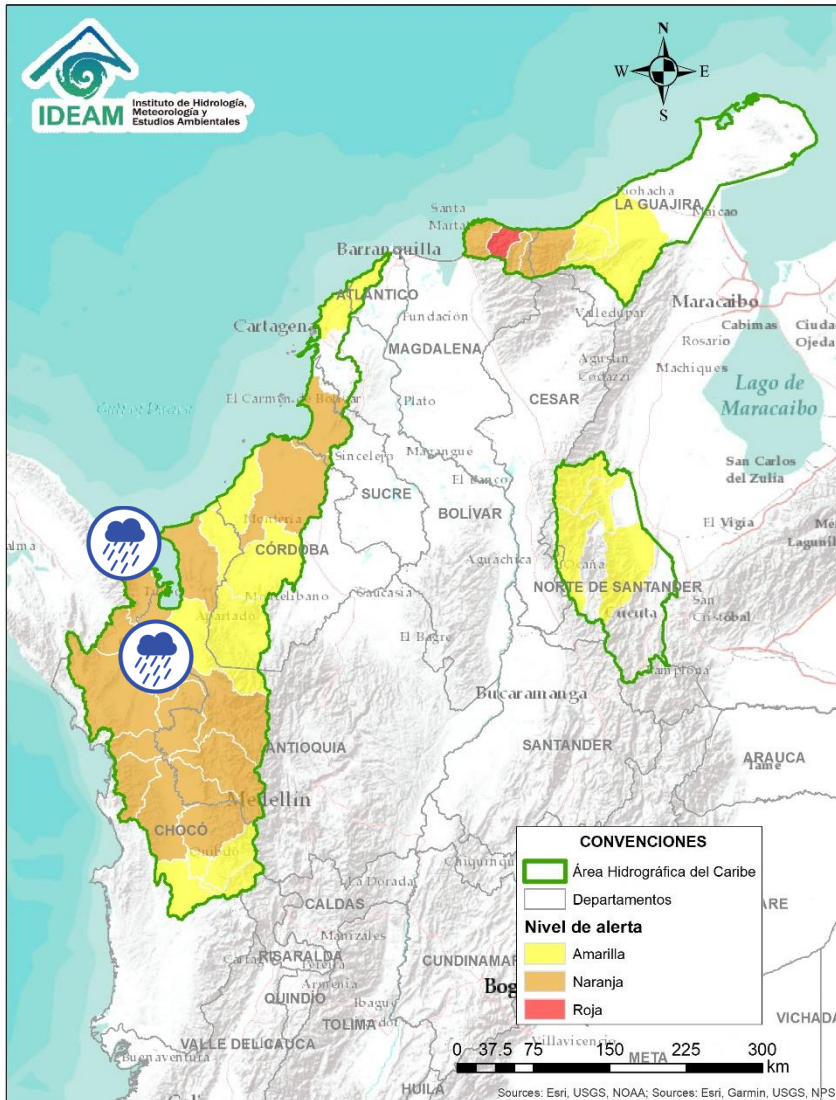 IDEAM
Instituto de Hidrología,
Meteorología y
Estudios Ambientales
N
W
E
S
Riohacha
LA GUAJIRA
Maicao
Santa
Marta
Barranquilla
ATLÁNTICO
Maracaibo
Cartagena
Fundación
Valledupar
Cabimas
Ciudad
Ojeda
Rosario
MAGDALENA
Machiques
Agustín
Codazzi
Lago de
Maracaibo
El Carmen de Bolívar
Plato
CESAR
Sincelejo
Magangué
San Carlos
del Zulia
SUCRE
El Banco
BOLÍVAR
Montería
El Vigía
CÓRDOBA
Aguachica
Ocaña
Montelíbano
Caucasia
NORTE DE SANTANDER
Apartadó
Cúcuta
San
Cristóbal
El Bagre
Pamplona
Bucaramanga
ANTIOQUIA
SANTANDER
ARAUCA
Tame
Medellín
CHOCÓ
Quibdó
La Dorada
CALDAS
Manizales
RISARALDA
Pereira
Armenia
QUINDÍO
Ibagué
TOLIMA
CUNDINAMAR
Bog
VICHADA
Villavicencio
META
VALLE DEL CAUCA
Buenaventura
HUILA
CONVENCIONES
Área Hidrográfica del Caribe
Departamentos
Nivel de alerta
Amarilla
Naranja
Roja
0 37.5 75 150 225 300
km
Sources: Esri, USGS, NOAA; Sources: Esri, Garmin, USGS, NPS